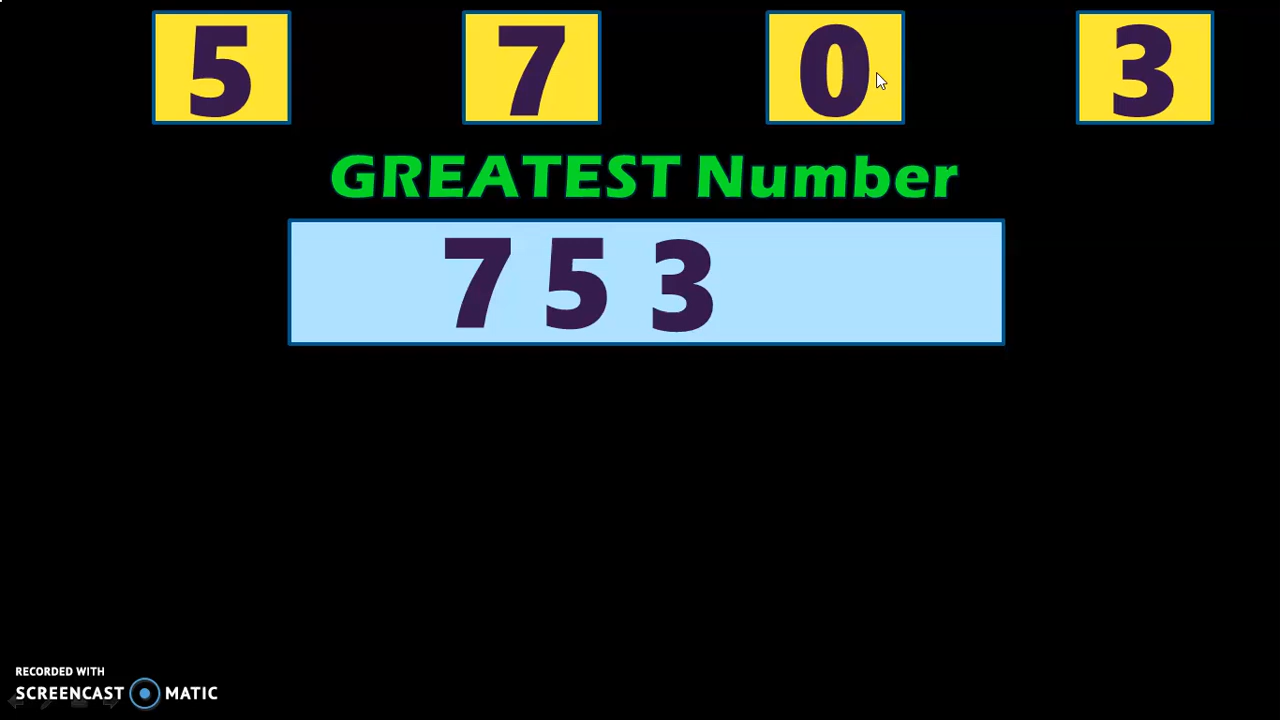 5 7 0 3
GREATEST Number
7 5 3
RECORDED WITH
SCREENCAST MATIC